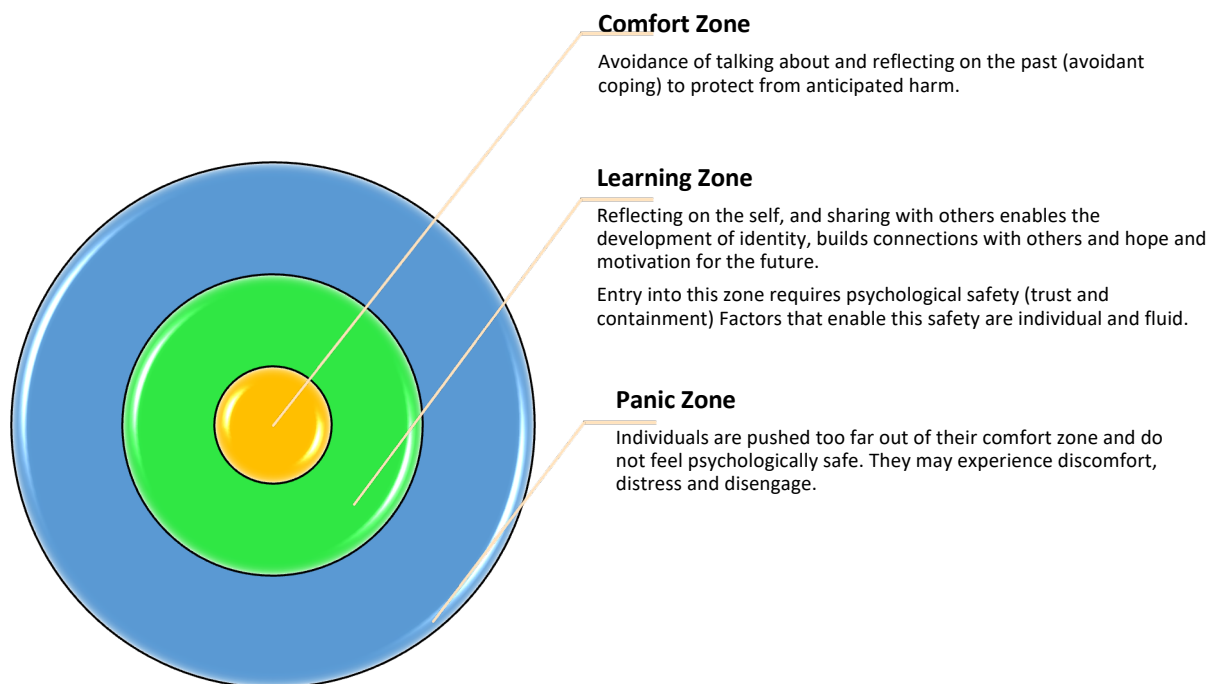 Comfort Zone
Avoidance of talking about and reflecting on the past (avoidant
coping) to protect from anticipated harm.
Learning Zone
Reflecting on the self, and sharing with others enables the
development of identity, builds connections with others and hope and
motivation for the future.
Entry into this zone requires psychological safety (trust and
containment) Factors that enable this safety are individual and fluid.
Panic Zone
Individuals are pushed too far out of their comfort zone and do
not feel psychologically safe. They may experience discomfort,
distress and disengage.